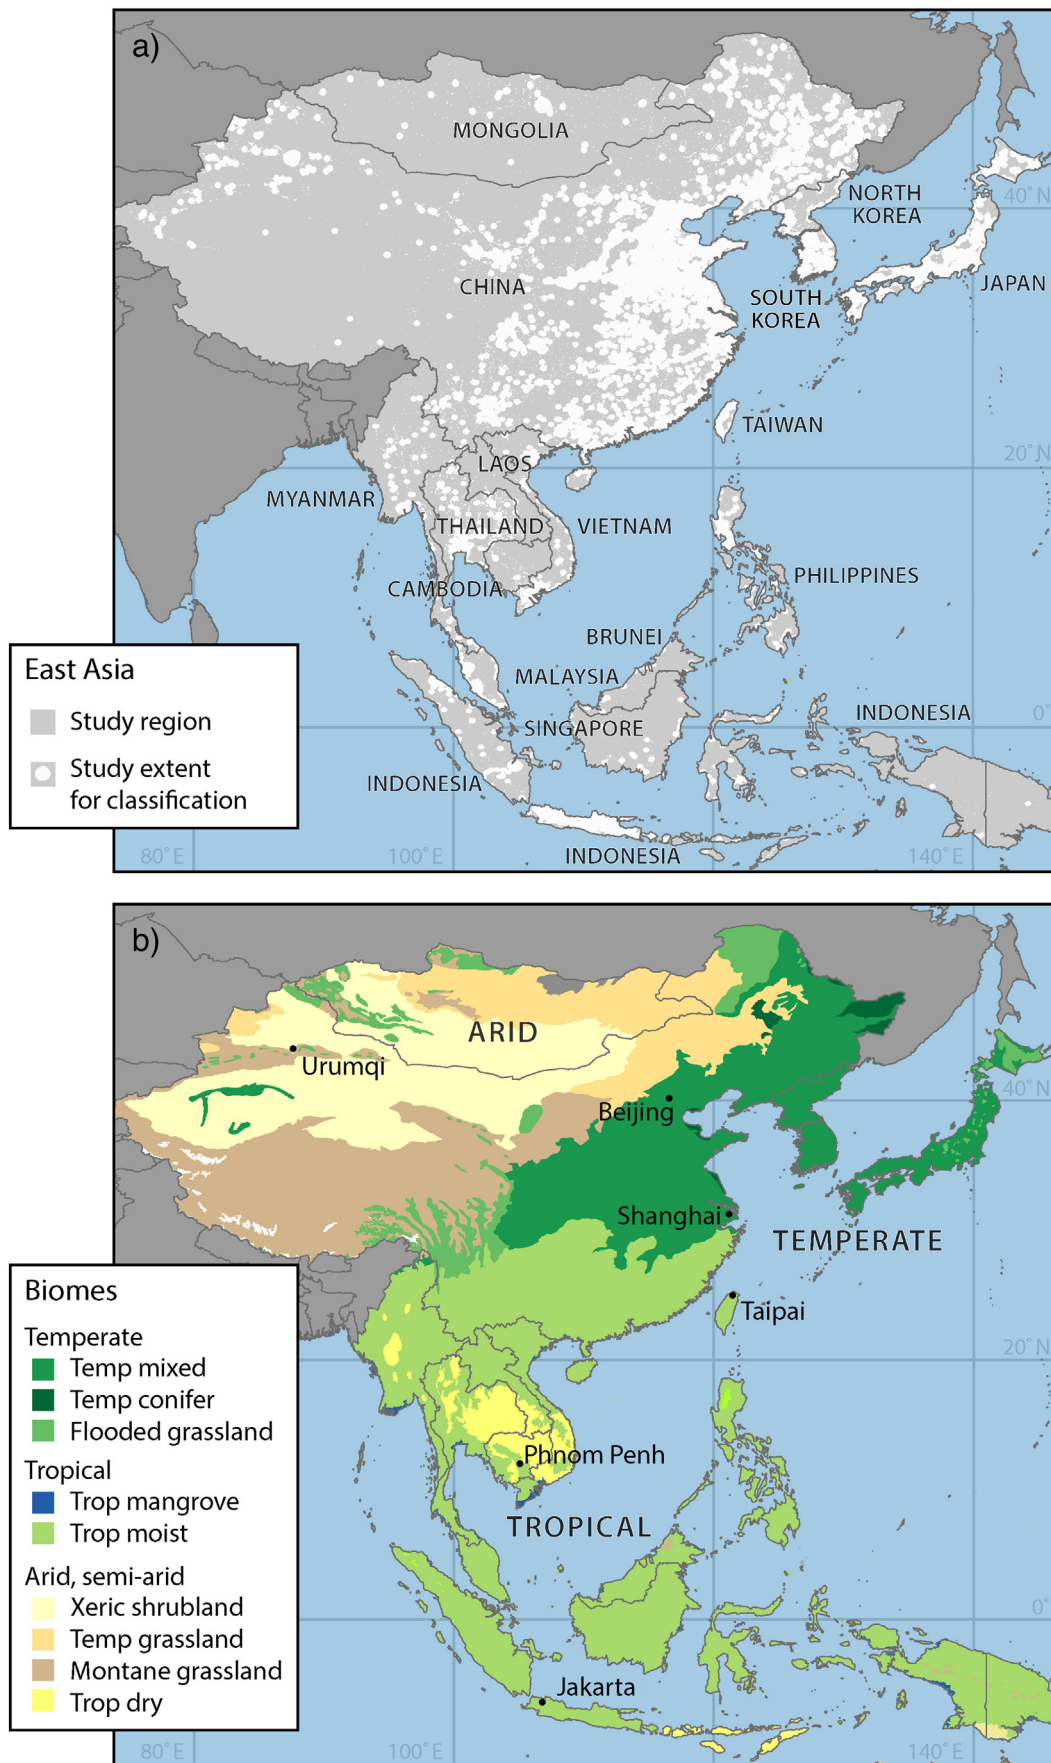 a)
MONGOLIA
NORTH
KOREA
40°N
CHINA
JAPAN
SOUTH
KOREA
TAIWAN
LAOS
20°N
MYANMAR
THAILAND
VIETNAM
PHILIPPINES
CAMBODIA
BRUNEI
MALAYSIA
INDONESIA
0°
SINGAPORE
INDONESIA
INDONESIA
80°E
100°E
140°E
East Asia
Study region
Study extent
for classification
b)
ARID
Urumqi
Beijing
40°N
Shanghai
TEMPERATE
Taipai
20°N
Phnom Penh
TROPICAL
0°
Jakarta
80°E
100°E
140°E
Biomes
Temperate
Temp mixed
Temp conifer
Flooded grassland
Tropical
Trop mangrove
Trop moist
Arid, semi-arid
Xeric shrubland
Temp grassland
Montane grassland
Trop dry